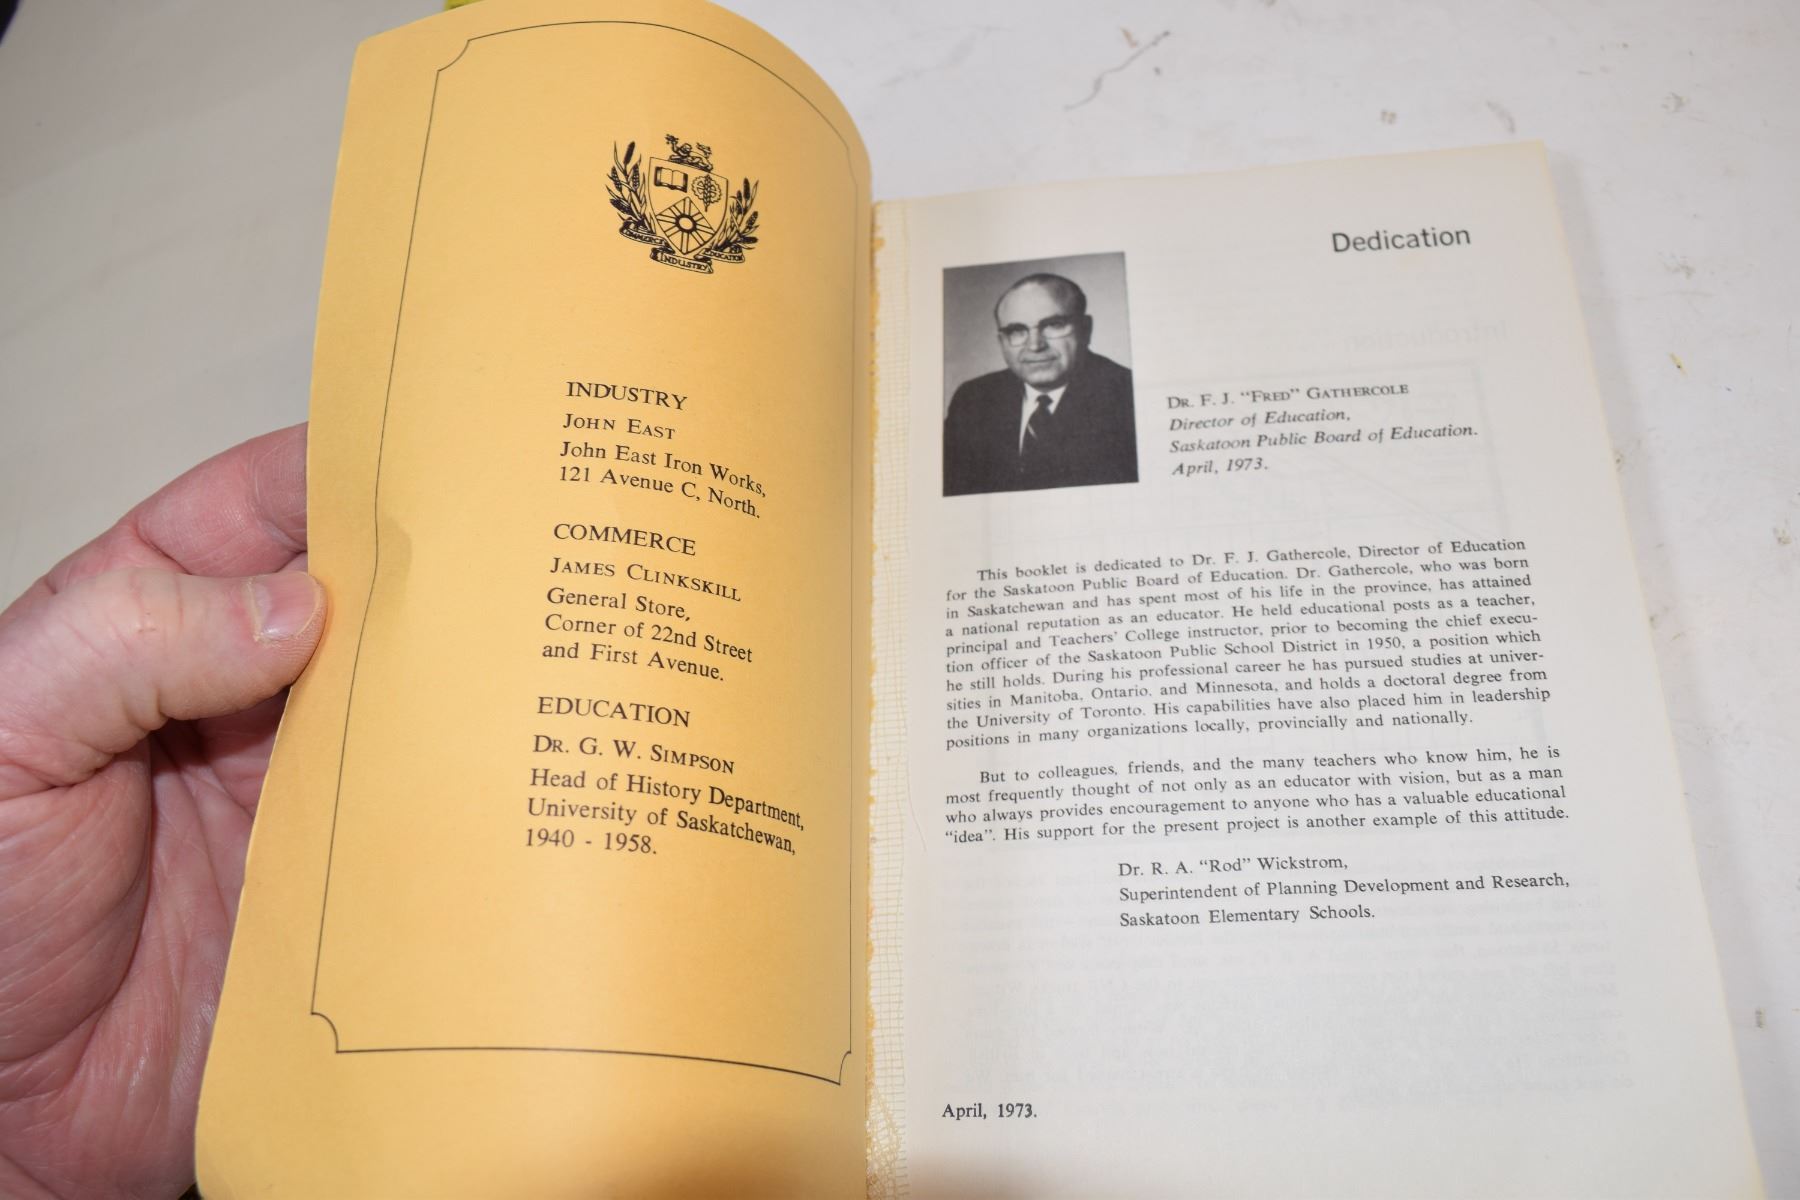 COMMERCE
EDUCATION
INDUSTRY
INDUSTRY
JOHN EAST
John East Iron Works,
121 Avenue C, North.
COMMERCE
JAMES CLINKSKILL
General Store,
Corner of 22nd Street
and First Avenue.
EDUCATION
DR. G. W. SIMPSON
Head of History Department,
University of Saskatchewan,
1940 - 1958.
Dedication
DR. F. J. "FRED" GATHERCOLE
Director of Education,
Saskatoon Public Board of Education.
April, 1973.
This booklet is dedicated to Dr. F. J. Gathercole, Director of Education
for the Saskatoon Public Board of Education. Dr. Gathercole, who was born
in Saskatchewan and has spent most of his life in the province, has attained
a national reputation as an educator. He held educational posts as a teacher,
principal and Teachers' College instructor, prior to becoming the chief execu-
tion officer of the Saskatoon Public School District in 1950, a position which
he still holds. During his professional career he has pursued studies at univer-
sities in Manitoba, Ontario, and Minnesota, and holds a doctoral degree from
the University of Toronto. His capabilities have also placed him in leadership
positions in many organizations locally, provincially and nationally.
But to colleagues, friends, and the many teachers who know him, he is
most frequently thought of not only as an educator with vision, but as a man
who always provides encouragement to anyone who has a valuable educational
"idea". His support for the present project is another example of this attitude.
Dr. R. A. "Rod" Wickstrom,
Superintendent of Planning Development and Research,
Saskatoon Elementary Schools.
April, 1973.